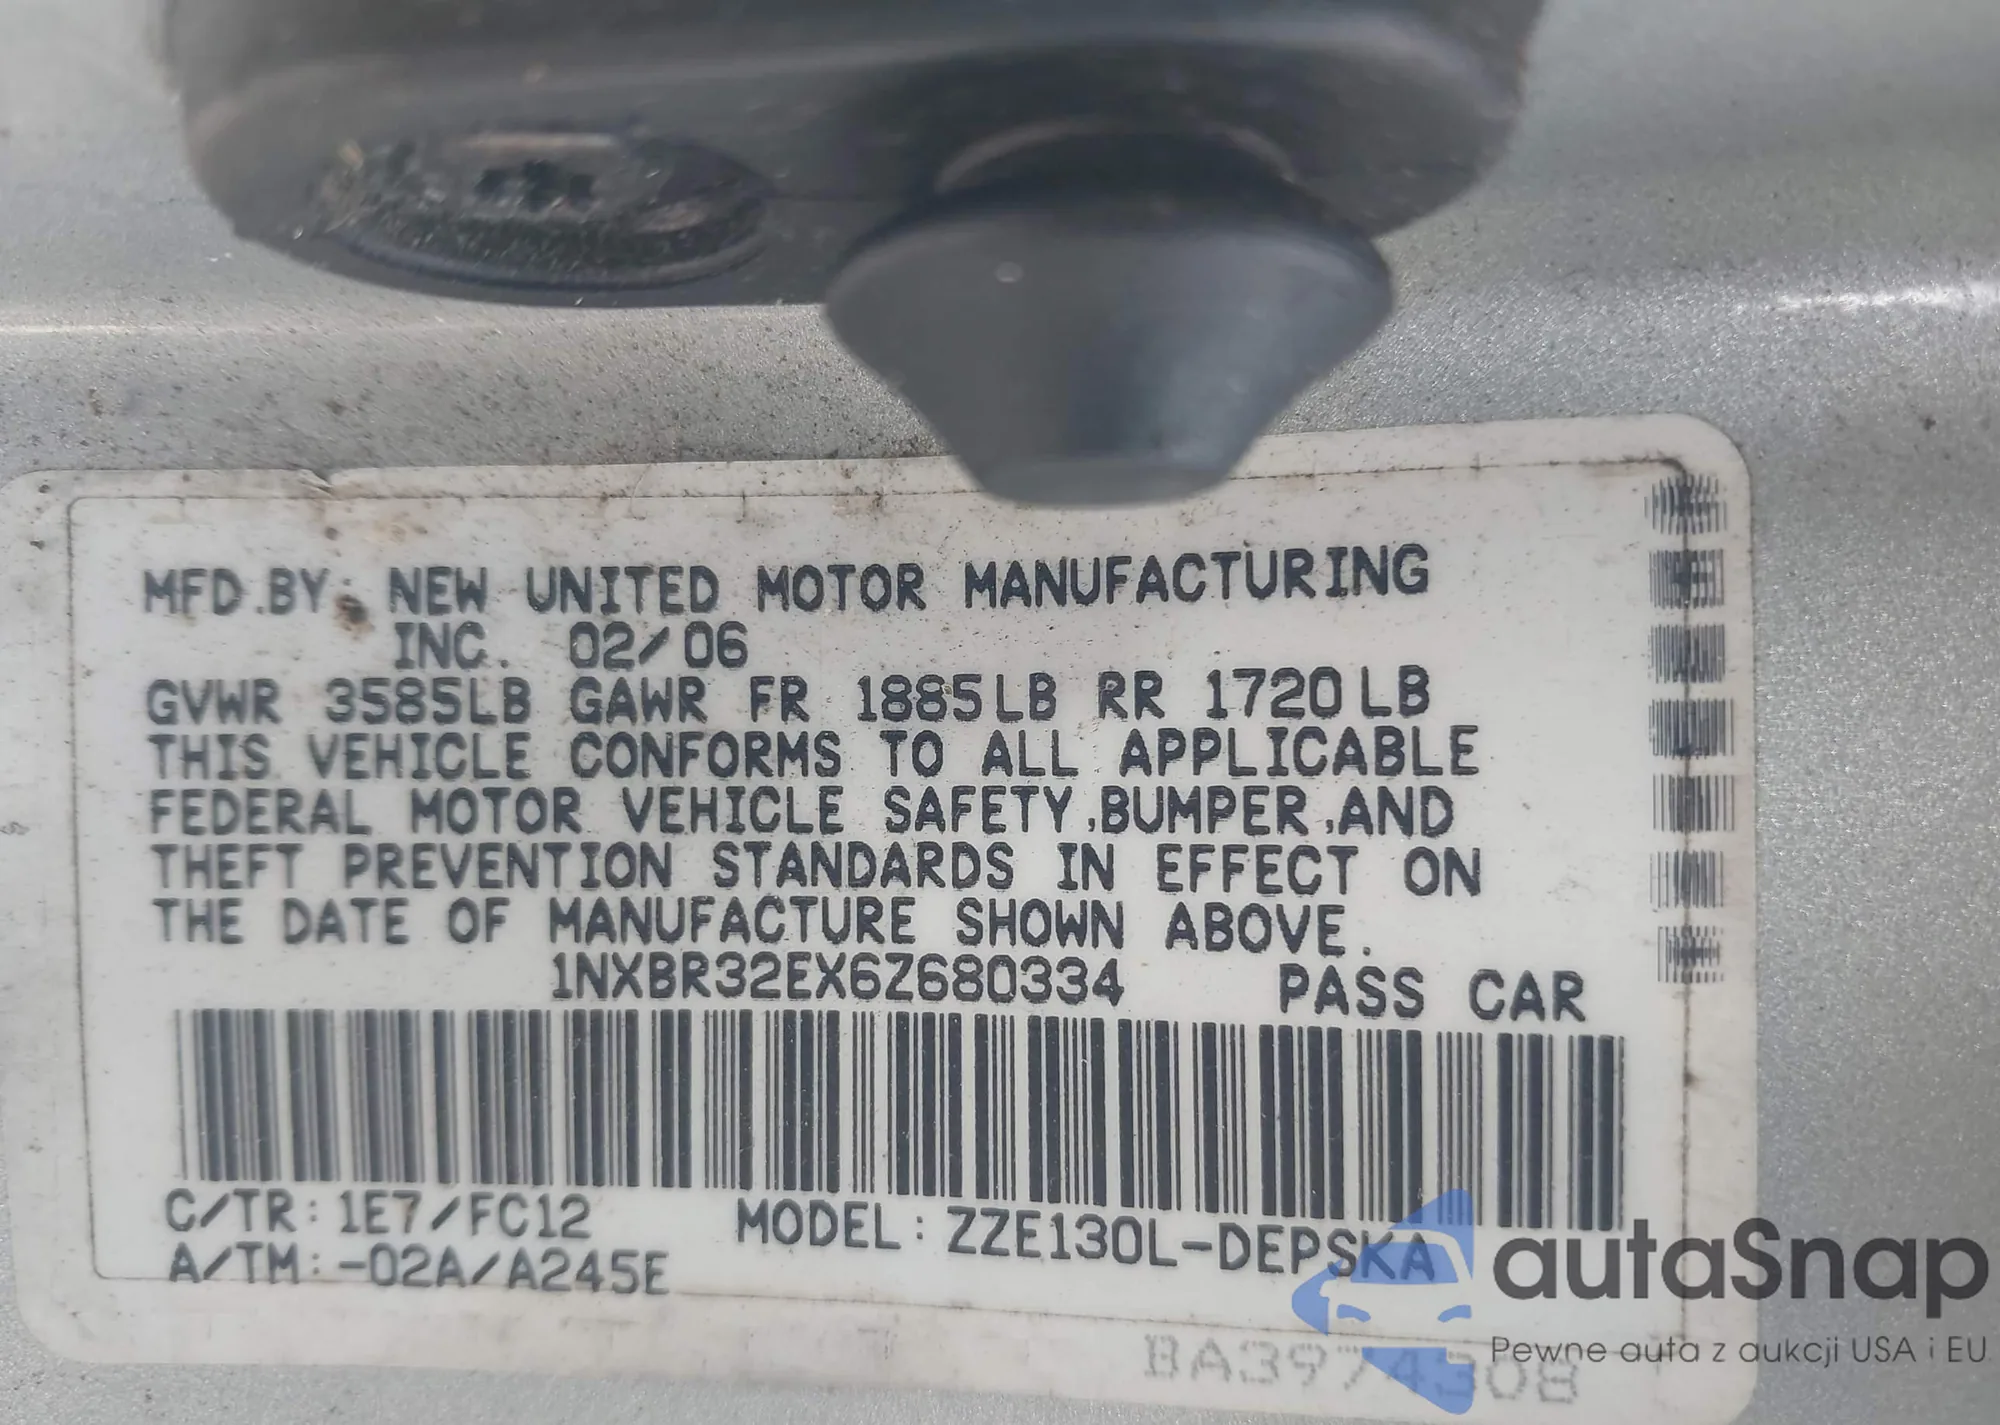 MFD.BY: NEW UNITED MOTOR MANUFACTURING
INC. 02/06
GVWR 3585LB GAWR FR 1885LB RR 1720LB
THIS VEHICLE CONFORMS TO ALL APPLICABLE
FEDERAL MOTOR VEHICLE SAFETY,BUMPER,AND
THEFT PREVENTION STANDARDS IN EFFECT ON
THE DATE OF MANUFACTURE SHOWN ABOVE.
1NXBR32EX6Z680334 PASS CAR
C/TR: 1E7/FC12
MODEL: ZZE130L-DEPSKA
A/TM: -02A/A245E
BA3974308
autaSnap
Pewne auta z aukcji USA i EU